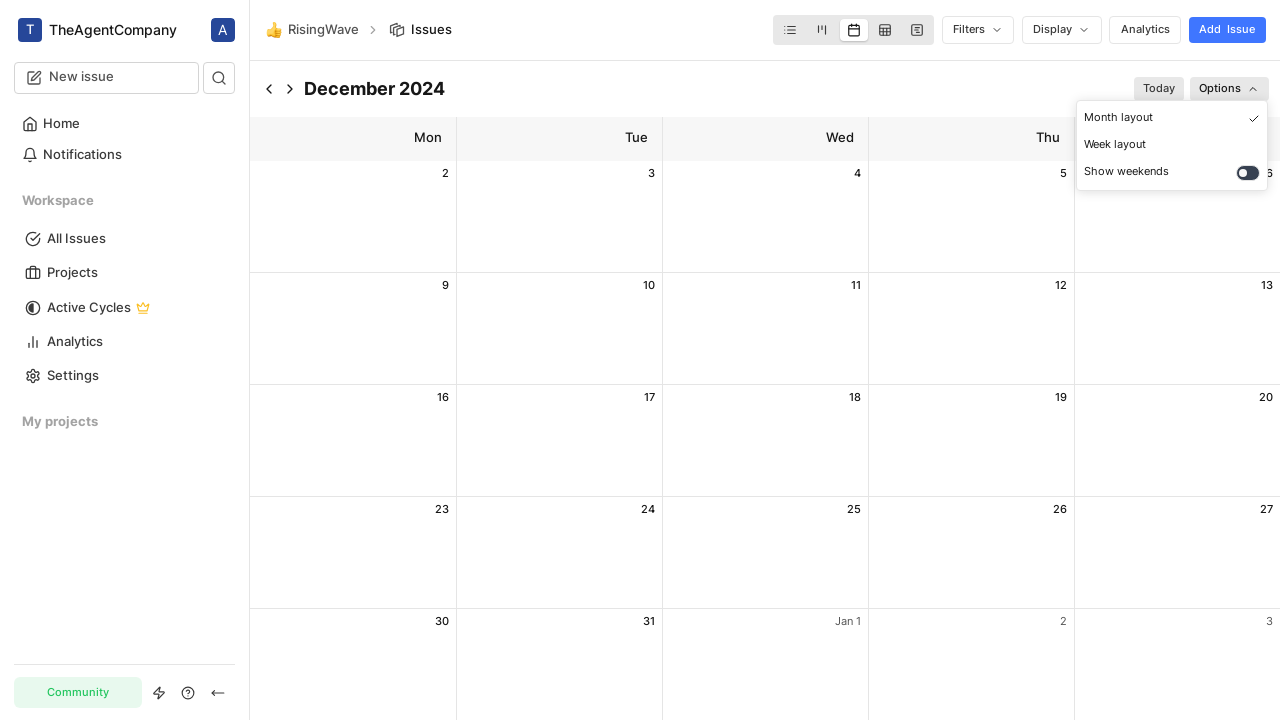 T TheAgentCompany A
New issue
Home
Notifications
Workspace
All Issues
Projects
Active Cycles
Analytics
Settings
My projects
Community
RisingWave Issues
Filters Display Analytics Add Issue
December 2024 Today Options
Month layout
Week layout
Show weekends
Mon Tue Wed Thu
2 3 4 5 6
9 10 11 12 13
16 17 18 19 20
23 24 25 26 27
30 31 Jan 1 2 3